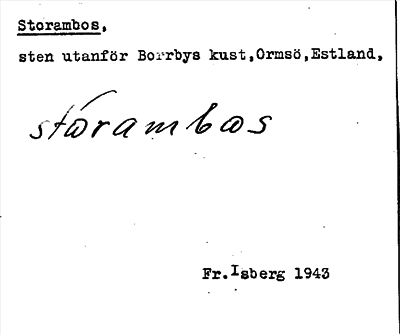 Storambos,
sten utanför Borrbys kust,Ormsö,Estland,
storambos
Fr.Isberg 1943